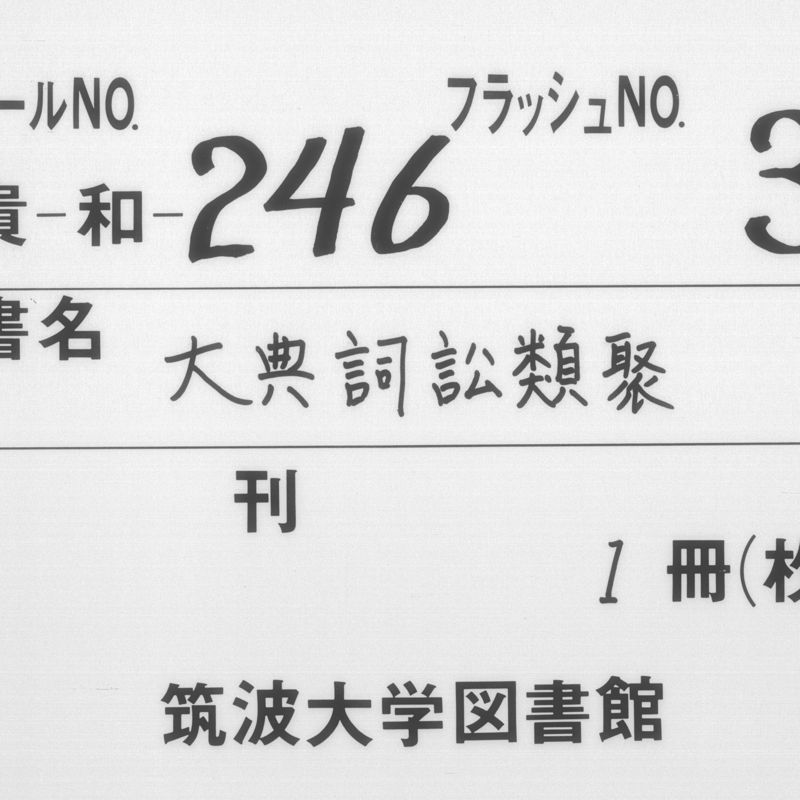 ールNO. フラッシュNO.
貴-和-246 3
書名 大典詞訟類聚
刊
1 冊(枚
筑波大学図書館